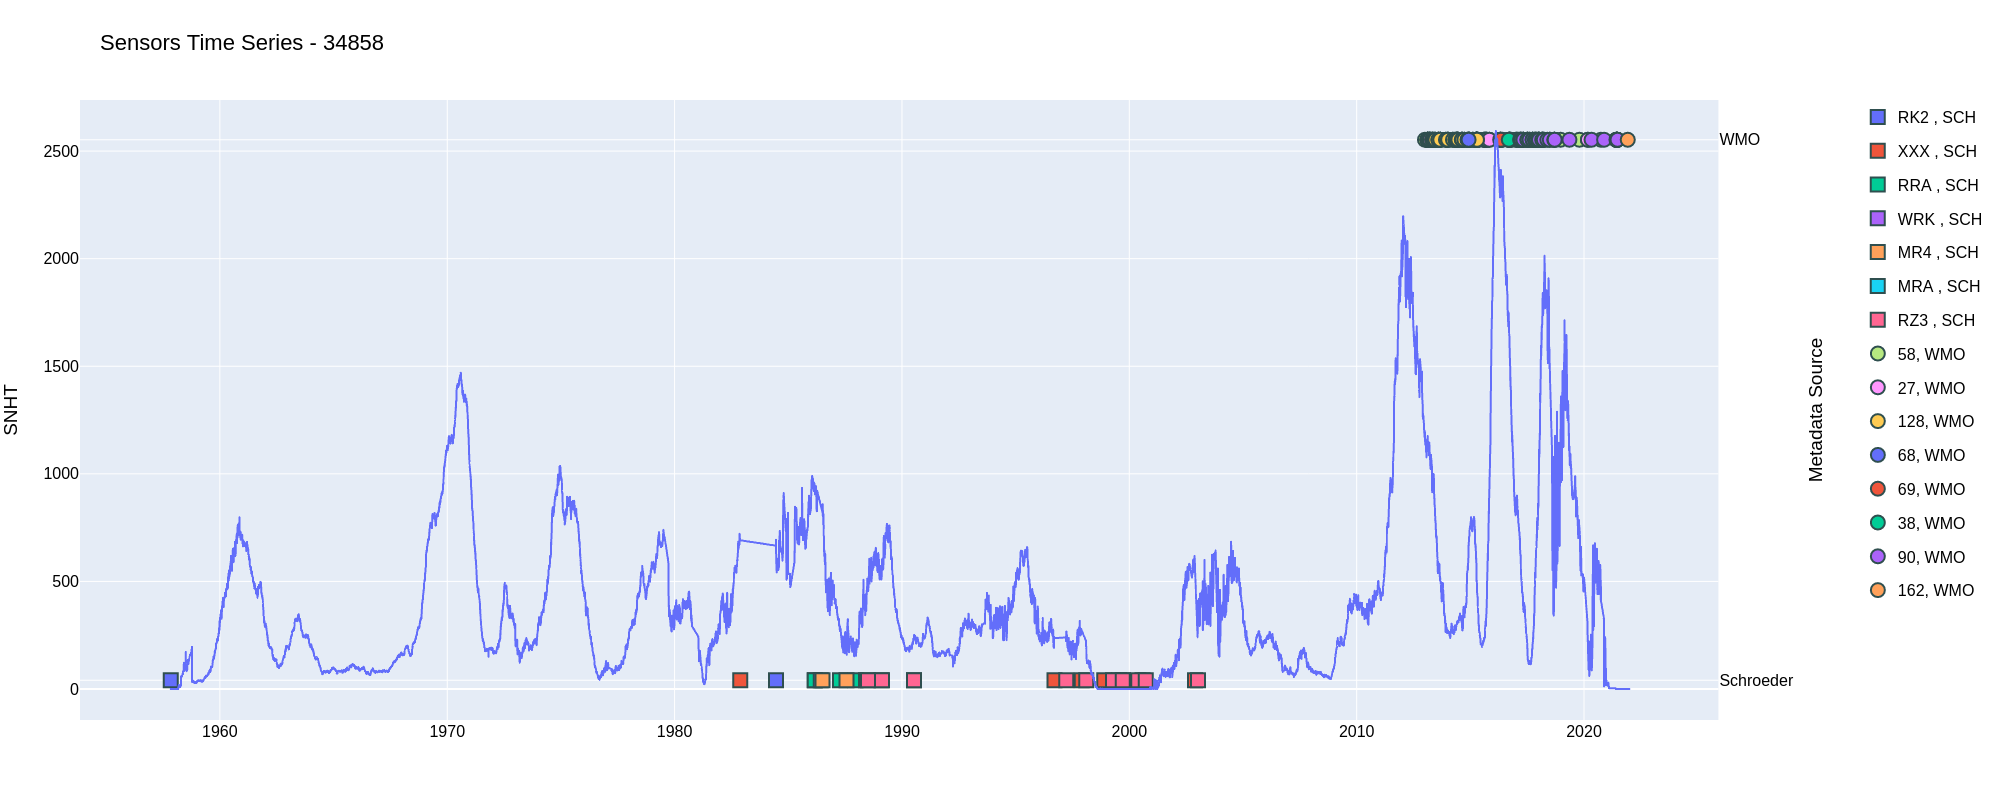 Sensors Time Series - 34858
SNHT
2500
2000
1500
1000
500
0
1960
1970
1980
1990
2000
2010
2020
WMO
Schroeder
Metadata Source
RK2 , SCH
XXX , SCH
RRA , SCH
WRK , SCH
MR4 , SCH
MRA , SCH
RZ3 , SCH
58, WMO
27, WMO
128, WMO
68, WMO
69, WMO
38, WMO
90, WMO
162, WMO